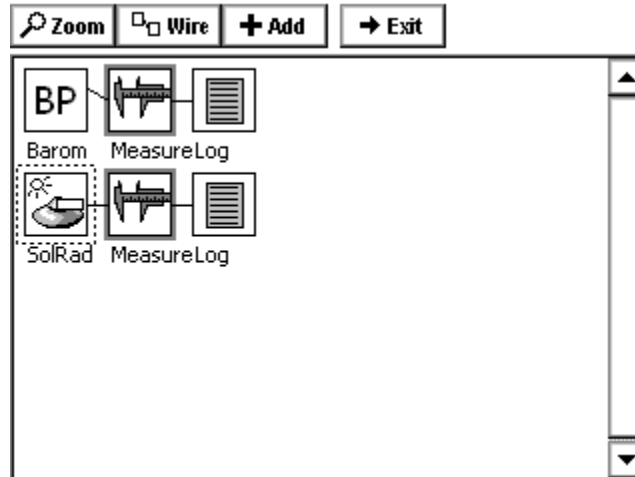 Zoom Wire Add Exit
BP
Barom MeasureLog
SolRad MeasureLog